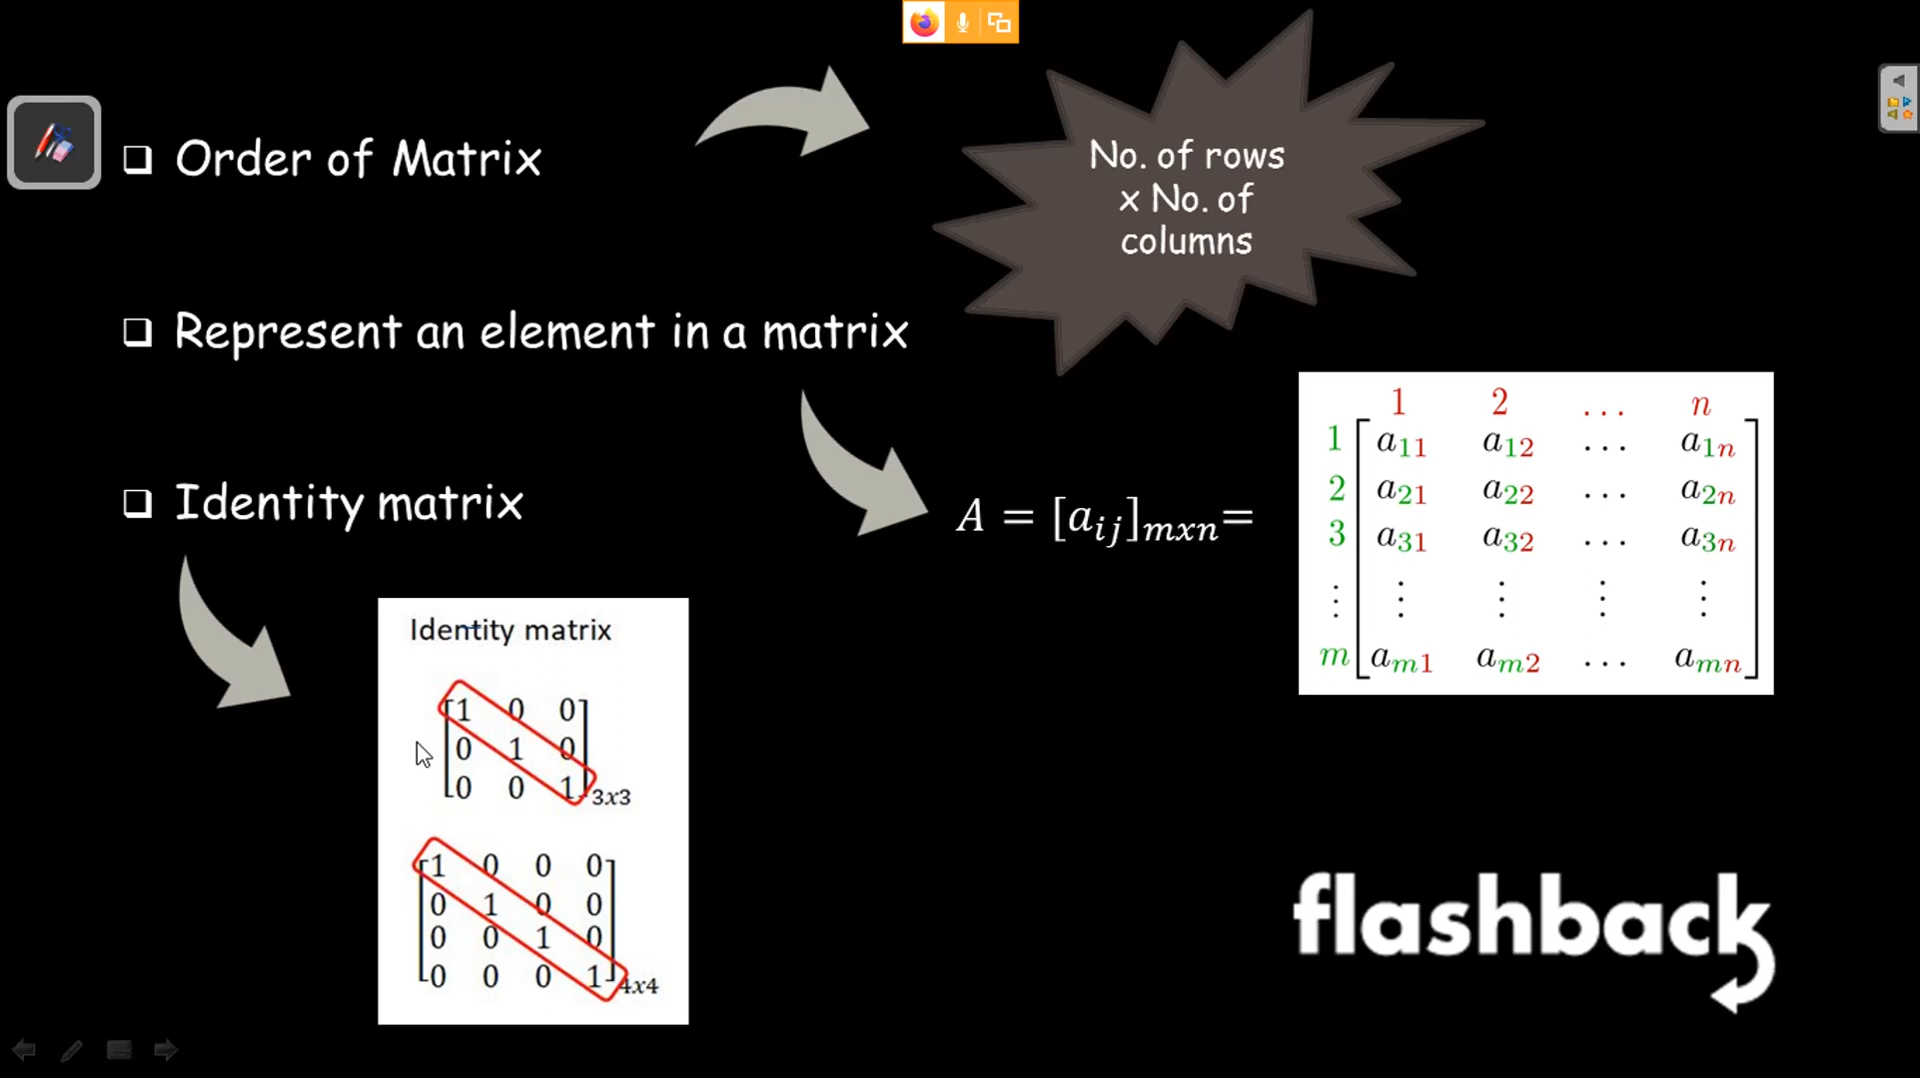 ❑ Order of Matrix
No. of rows
x No. of
columns
❑ Represent an element in a matrix
❑ Identity matrix
A = [aij]mxn=
1 2 ... n
1 a11 a12 ... a1n
2 a21 a22 ... a2n
3 a31 a32 ... a3n
⋮ ⋮ ⋮ ⋮ ⋮
m am1 am2 ... amn
Identity matrix
1 0 0
0 1 0
0 0 1 3x3
1 0 0 0
0 1 0 0
0 0 1 0
0 0 0 1 4x4
flashback